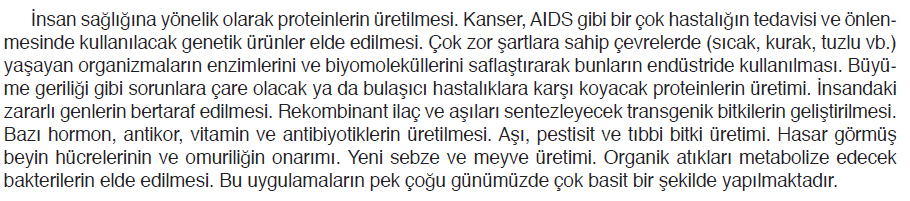 İnsan sağlığına yönelik olarak proteinlerin üretilmesi. Kanser, AIDS gibi bir çok hastalığın tedavisi ve önlen-
mesinde kullanılacak genetik ürünler elde edilmesi. Çok zor şartlara sahip çevrelerde (sıcak, kurak, tuzlu vb.)
yaşayan organizmaların enzimlerini ve biyomoleküllerini saflaştırarak bunların endüstride kullanılması. Büyü-
me geriliği gibi sorunlara çare olacak ya da bulaşıcı hastalıklara karşı koyacak proteinlerin üretimi. İnsandaki
zararlı genlerin bertaraf edilmesi. Rekombinant ilaç ve aşıları sentezleyecek transgenik bitkilerin geliştirilmesi.
Bazı hormon, antikor, vitamin ve antibiyotiklerin üretilmesi. Aşı, pestisit ve tıbbi bitki üretimi. Hasar görmüş
beyin hücrelerinin ve omuriliğin onarımı. Yeni sebze ve meyve üretimi. Organik atıkları metabolize edecek
bakterilerin elde edilmesi. Bu uygulamaların pek çoğu günümüzde çok basit bir şekilde yapılmaktadır.